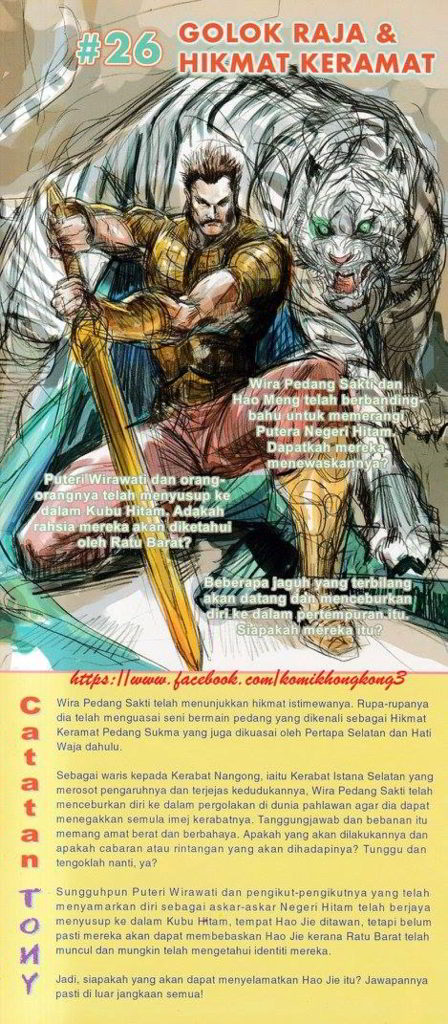 #26 GOLOK RAJA &
HIKMAT KERAMAT
Wira Pedang Sakti dan
Hao Meng telah berbanding-
bahu untuk memerangi
Putera Negeri Hitam.
Dapatkah mereka
menewaskannya?
Puteri Wirawati dan orang-
orangnya telah menyusup ke
dalam Kubu Hitam. Adakah
rahsia mereka akan diketahui
oleh Ratu Barat?
Beberapa jaguh yang terbilang
akan datang dan menceburkan
diri ke dalam pertempuran itu.
Siapakah mereka itu?
https://www.facebook.com/komikhongkong3
Catatan TONY
Wira Pedang Sakti telah menunjukkan hikmat istimewanya. Rupa-rupanya
dia telah menguasai seni bermain pedang yang dikenali sebagai Hikmat
Keramat Pedang Sukma yang juga dikuasai oleh Pertapa Selatan dan Hati
Waja dahulu.
Sebagai waris kepada Kerabat Nangong, iaitu Kerabat Istana Selatan yang
merosot pengaruhnya dan terjejas kedudukannya, Wira Pedang Sakti telah
menceburkan diri ke dalam pergolakan di dunia pahlawan agar dia dapat
menegakkan semula imej kerabatnya. Tanggungjawab dan bebanan itu
memang amat berat dan berbahaya. Apakah yang akan dilakukannya dan
apakah cabaran atau rintangan yang akan dihadapinya? Tunggu dan
tengoklah nanti, ya?
Sungguhpun Puteri Wirawati dan pengikut-pengikutnya yang telah
menyamarkan diri sebagai askar-askar Negeri Hitam telah berjaya
menyusup ke dalam Kubu Hitam, tempat Hao Jie ditawan, tetapi belum
pasti mereka akan dapat membebaskan Hao Jie kerana Ratu Barat telah
muncul dan mungkin telah mengetahui identiti mereka.
Jadi, siapakah yang akan dapat menyelamatkan Hao Jie itu? Jawapannya
pasti di luar jangkaan semua!